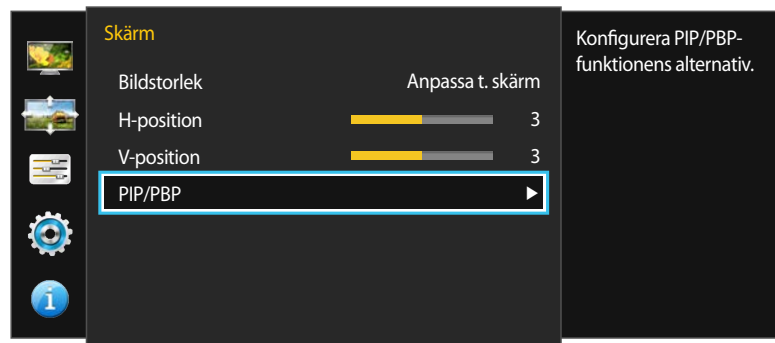 Skärm
Bildstorlek Anpassa t. skärm
H-position 3
V-position 3
PIP/PBP
Konfigurera PIP/PBP-
funktionens alternativ.